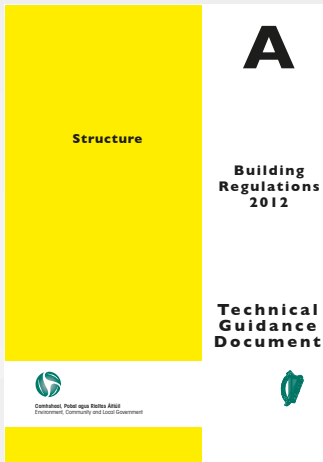 A
Structure
Building
Regulations
2012
Technical
Guidance
Document
Comhshaol, Pobal agus Rialtas Áitiúil
Environment, Community and Local Government